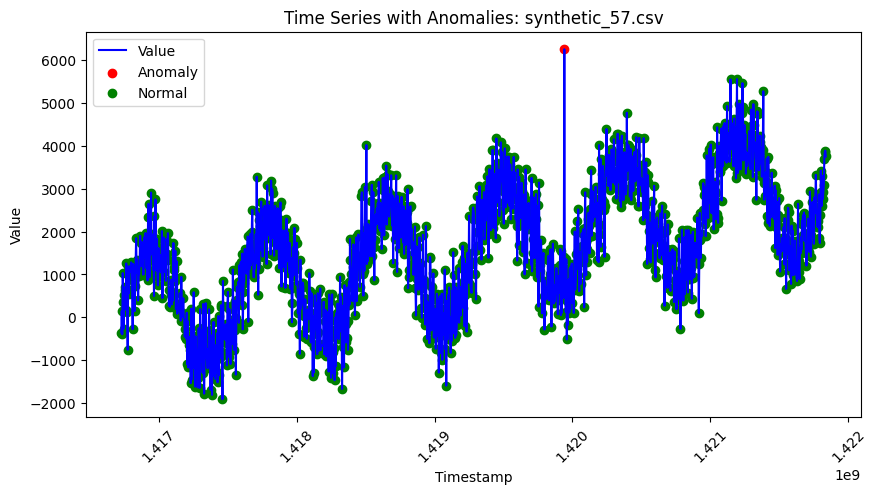 Time Series with Anomalies: synthetic_57.csv
Value
Anomaly
Normal
6000
5000
4000
3000
2000
1000
0
−1000
−2000
Value
1.417
1.418
1.419
1.420
1.421
1.422
1e9
Timestamp